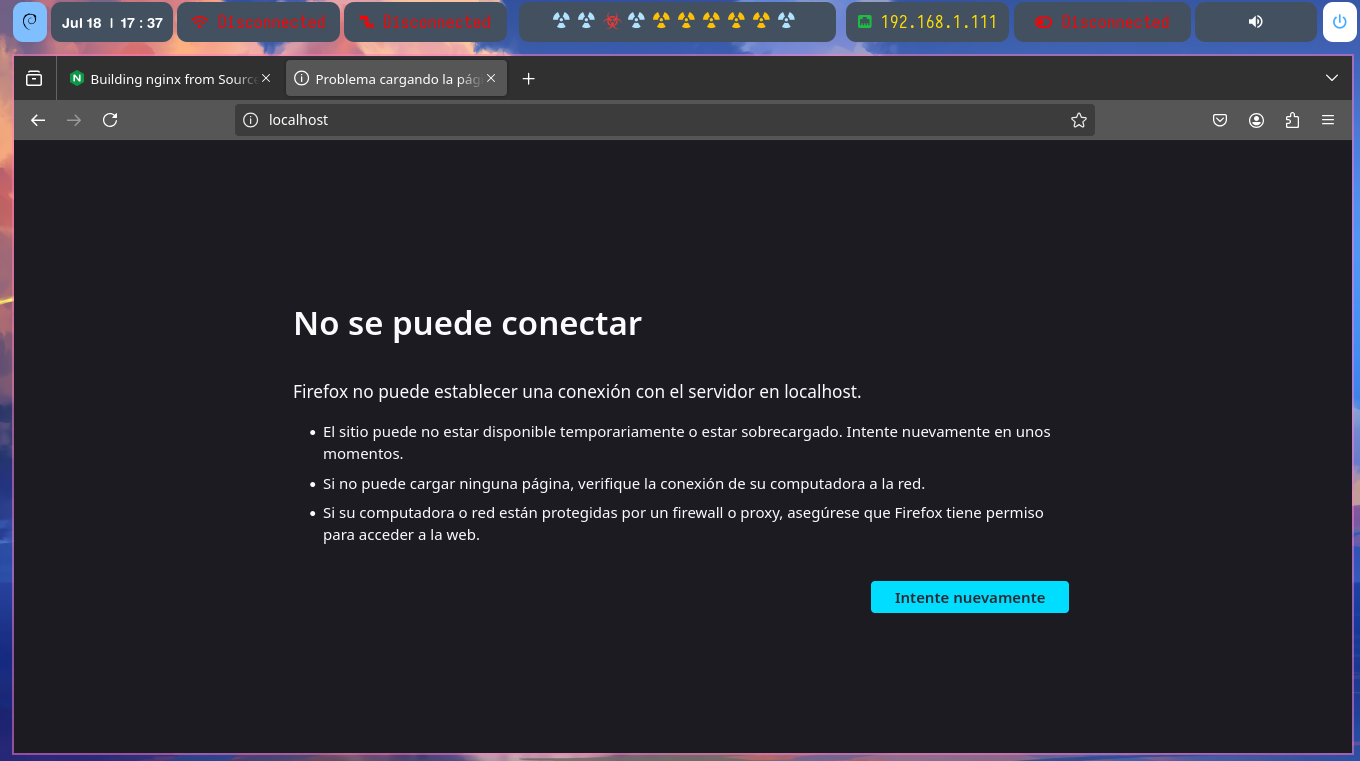 Jul 18 | 17 : 37
Disconnected
Disconnected
192.168.1.111
Disconnected
Building nginx from Source
Problema cargando la pág
localhost
No se puede conectar
Firefox no puede establecer una conexión con el servidor en localhost.
El sitio puede no estar disponible temporariamente o estar sobrecargado. Intente nuevamente en unos
momentos.
Si no puede cargar ninguna página, verifique la conexión de su computadora a la red.
Si su computadora o red están protegidas por un firewall o proxy, asegúrese que Firefox tiene permiso
para acceder a la web.
Intente nuevamente